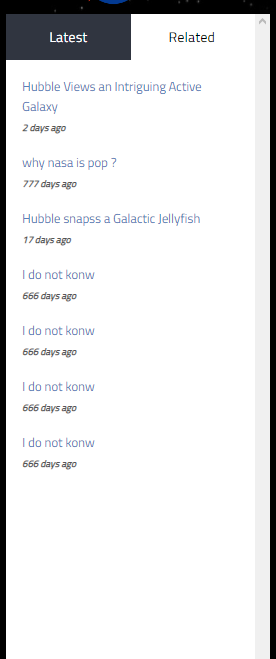 Latest Related
Hubble Views an Intriguing Active
Galaxy
2 days ago
why nasa is pop ?
777 days ago
Hubble snapss a Galactic Jellyfish
17 days ago
I do not konw
666 days ago
I do not konw
666 days ago
I do not konw
666 days ago
I do not konw
666 days ago